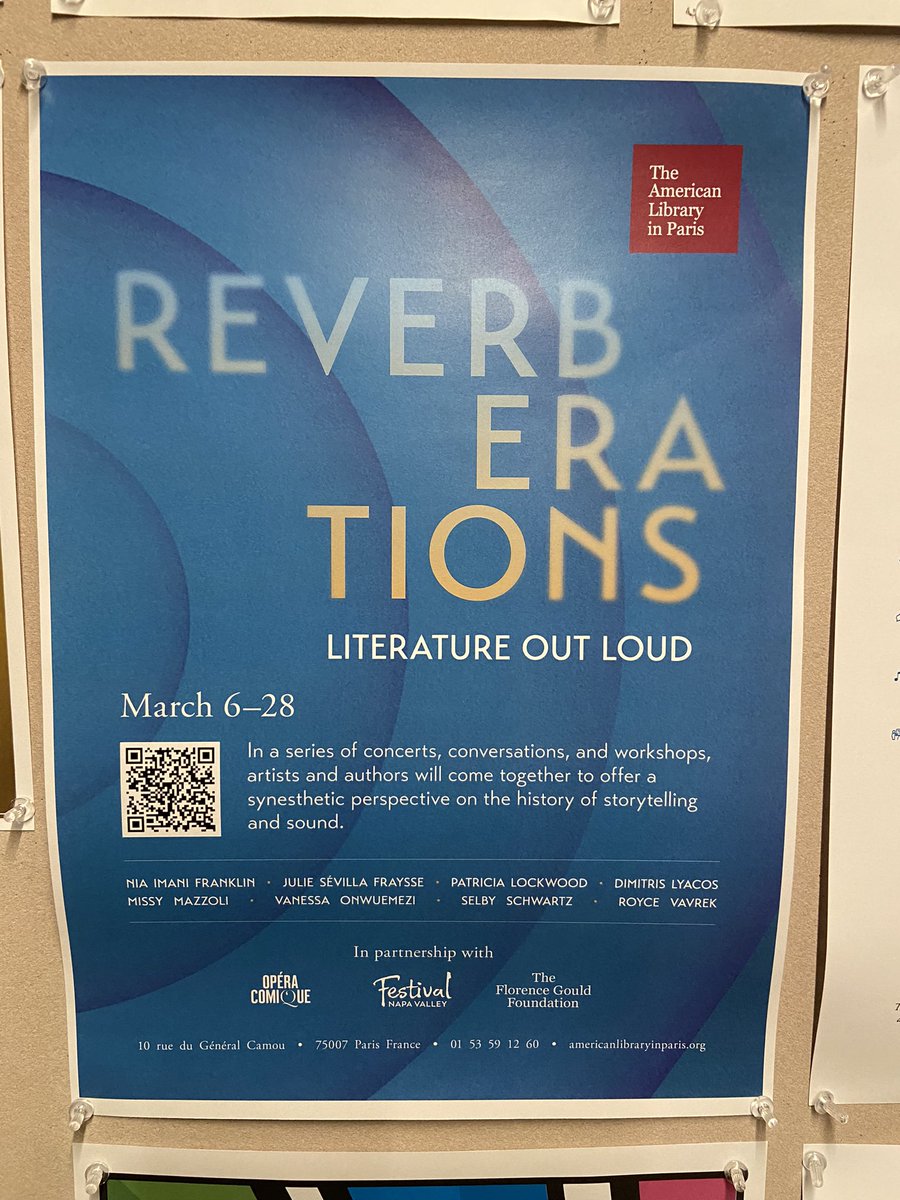 The
American
Library
in Paris
REVERB
ERA
TIONS
LITERATURE OUT LOUD
March 6–28
In a series of concerts, conversations, and workshops,
artists and authors will come together to offer a
synesthetic perspective on the history of storytelling
and sound.
NIA IMANI FRANKLIN • JULIE SÉVILLA FRAYSSE • PATRICIA LOCKWOOD • DIMITRIS LYACOS
MISSY MAZZOLI • VANESSA ONWUEMEZI • SELBY SCHWARTZ • ROYCE VAVREK
In partnership with
OPÉRA
COMIQUE
Festival
NAPA VALLEY
The
Florence Gould
Foundation
10 rue du Général Camou • 75007 Paris France • 01 53 59 12 60 • americanlibraryinparis.org